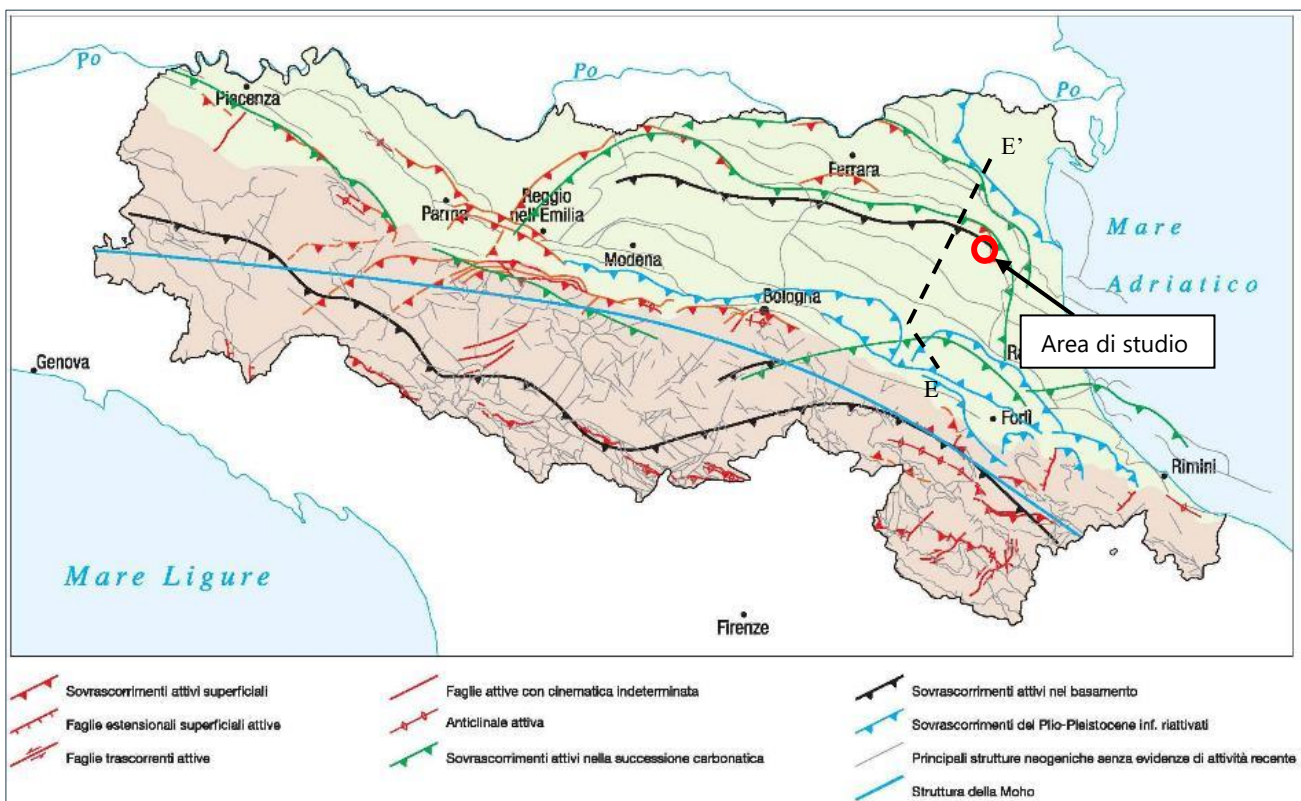 Po
Po
Po
Piacenza
E'
Ferrara
Parma
Reggio
nell'Emilia
Mare
Modena
Adriatico
Bologna
Area di studio
Genova
E
Forlì
Rimini
Mare Ligure
Firenze
Sovrascorrimenti attivi superficiali
Faglie estensionali superficiali attive
Faglie trascorrenti attive
Faglie attive con cinematica indeterminata
Anticlinale attiva
Sovrascorrimenti attivi nella successione carbonatica
Sovrascorrimenti attivi nel basamento
Sovrascorrimenti del Plio-Pleistocene inf. riattivati
Principali strutture neogeniche senza evidenze di attività recente
Struttura della Moho